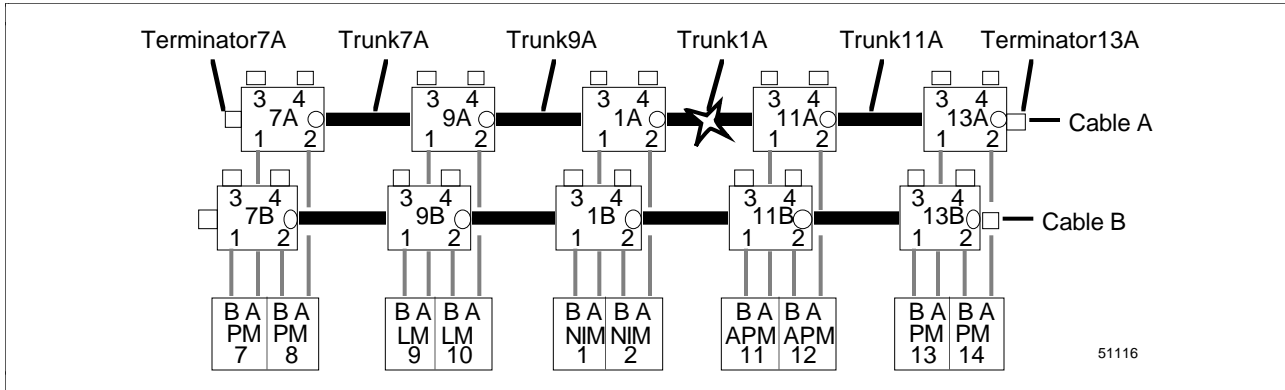 Terminator7A Trunk7A Trunk9A Trunk1A Trunk11A Terminator13A
3 4 3 4 3 4 3 4 3 4
7A 9A 1A 11A 13A Cable A
1 2 1 2 1 2 1 2 1 2
3 4 3 4 3 4 3 4 3 4
7B 9B 1B 11B 13B Cable B
1 2 1 2 1 2 1 2 1 2
B A B A B A B A B A B A B A B A B A B A
PM PM LM LM NIM NIM APM APM PM PM
7 8 9 10 1 2 11 12 13 14
51116